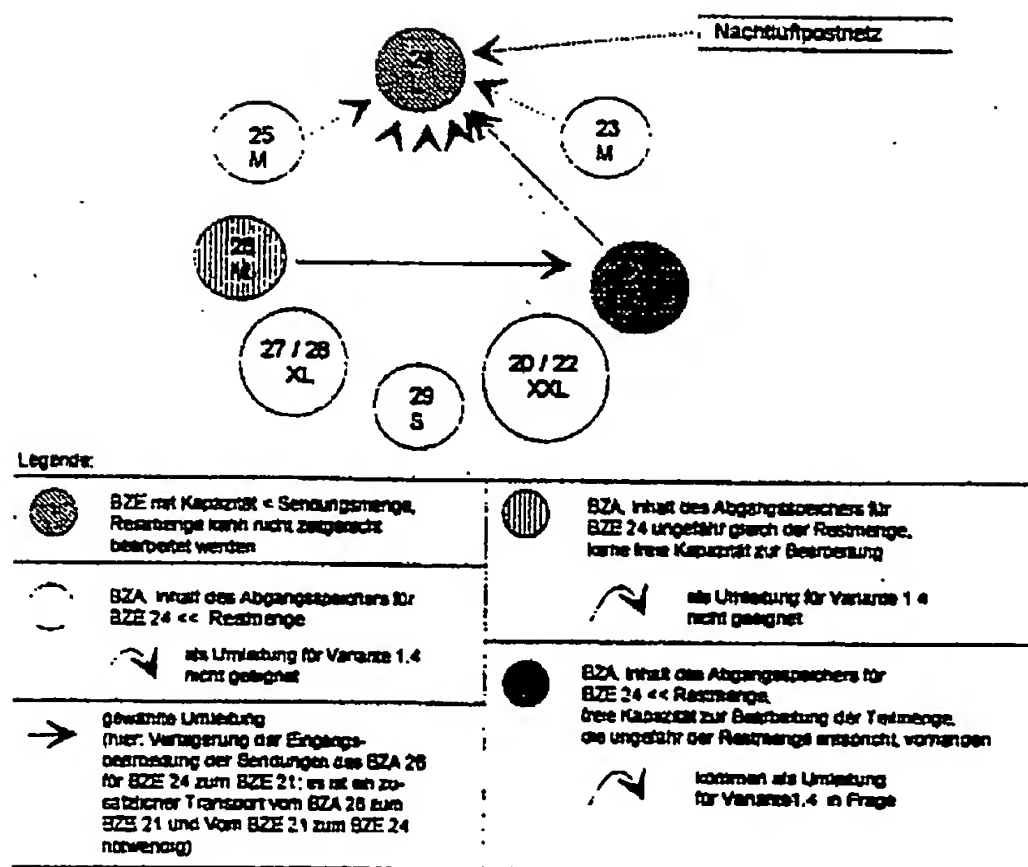 Nachtluftpostnetz
24
25
M
23
M
26
M
27 / 28
XL
29
S
20 / 22
XXL
Legende:
BZE mit Kapazität < Sendungsmenge,
Restmenge kann nicht zeitgerecht
bearbeitet werden
BZA, Inhalt des Abgangsspeichers für
BZE 24 << Restmenge
als Umleitung für Variante 1.4
nicht geeignet
gewählte Umleitung
(hier: Verlagerung der Eingangs-
bearbeitung der Sendungen des BZA 26
für BZE 24 zum BZE 21; es ist ein zu-
sätzlicher Transport vom BZA 26 zum
BZE 21 und Vom BZE 21 zum BZE 24
notwendig)
BZA, Inhalt des Abgangsspeichers für
BZE 24 ungefähr gleich der Restmenge,
keine freie Kapazität zur Bearbeitung
als Umleitung für Variante 1.4
nicht geeignet
BZA, Inhalt des Abgangsspeichers für
BZE 24 << Restmenge,
freie Kapazität zur Bearbeitung der Teilmenge,
die ungefähr der Restmenge entspricht, vorhanden
kommen als Umleitung
für Variante1.4 in Frage